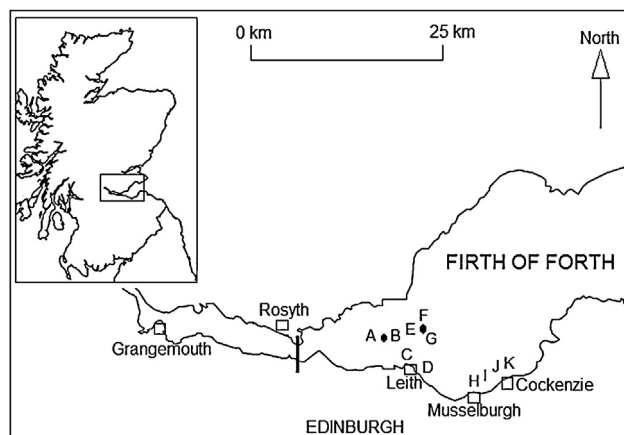 0 km 25 km
North
FIRTH OF FORTH
Rosyth
F
A B E G
Grangemouth
C
D
Leith
H I J K
Cockenzie
Musselburgh
EDINBURGH